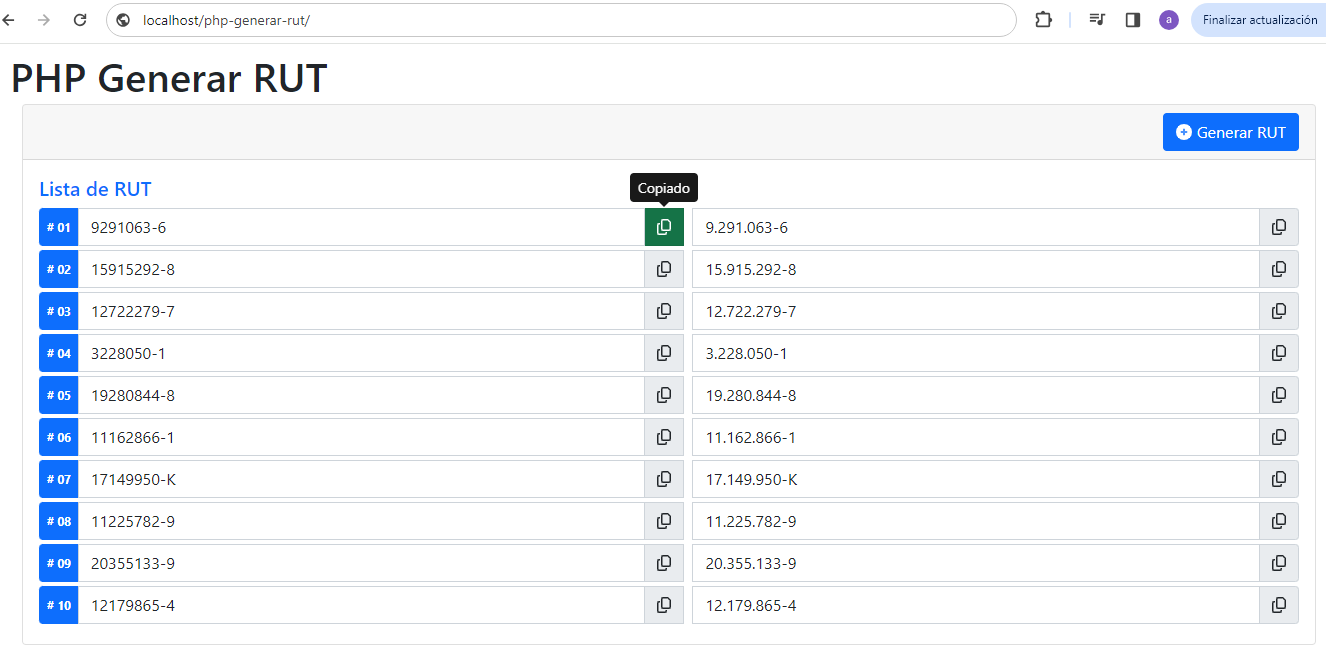 localhost/php-generar-rut/
a
Finalizar actualización
PHP Generar RUT
Generar RUT
Lista de RUT
Copiado
# 01 9291063-6 9.291.063-6
# 02 15915292-8 15.915.292-8
# 03 12722279-7 12.722.279-7
# 04 3228050-1 3.228.050-1
# 05 19280844-8 19.280.844-8
# 06 11162866-1 11.162.866-1
# 07 17149950-K 17.149.950-K
# 08 11225782-9 11.225.782-9
# 09 20355133-9 20.355.133-9
# 10 12179865-4 12.179.865-4